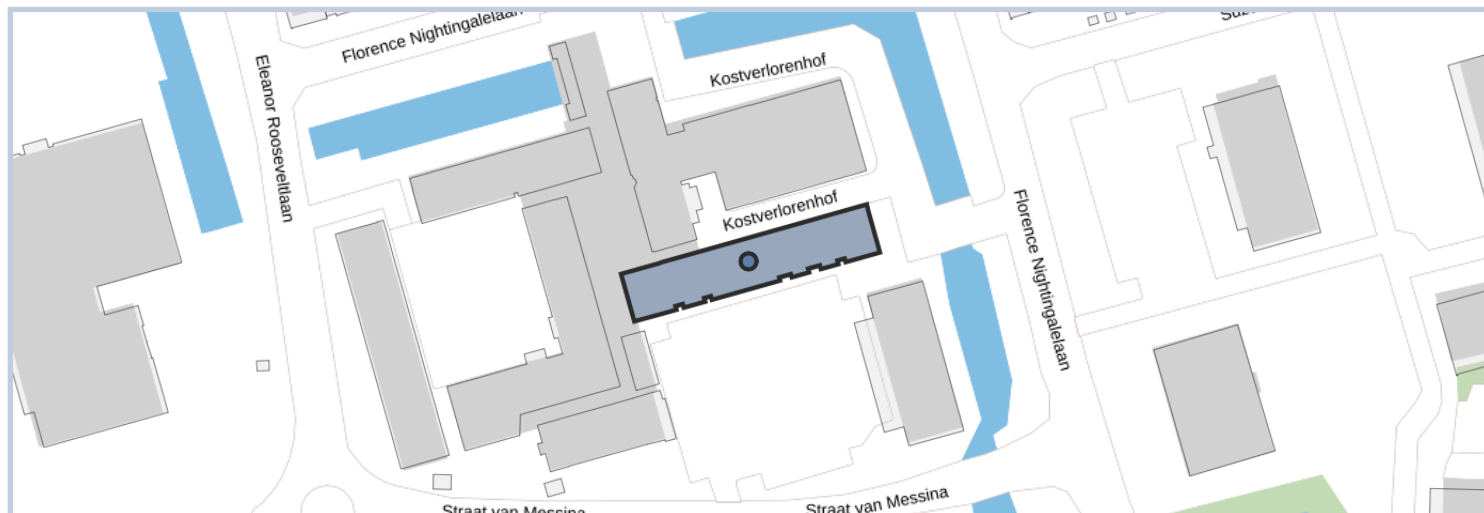 Florence Nightingalelaan
Eleanor Rooseveltlaan
Kostverlorenhof
Kostverlorenhof
Florence Nightingalelaan
Straat van Messina
Straat van Messina